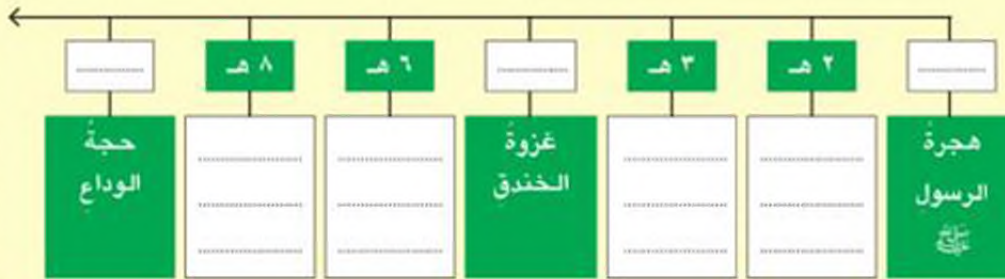 ٢ هـ
٣ هـ
٦ هـ
٨ هـ
هجرةُ
الرسولِ
ﷺ
غزوةُ
الخندقِ
حجةُ
الوداعِ